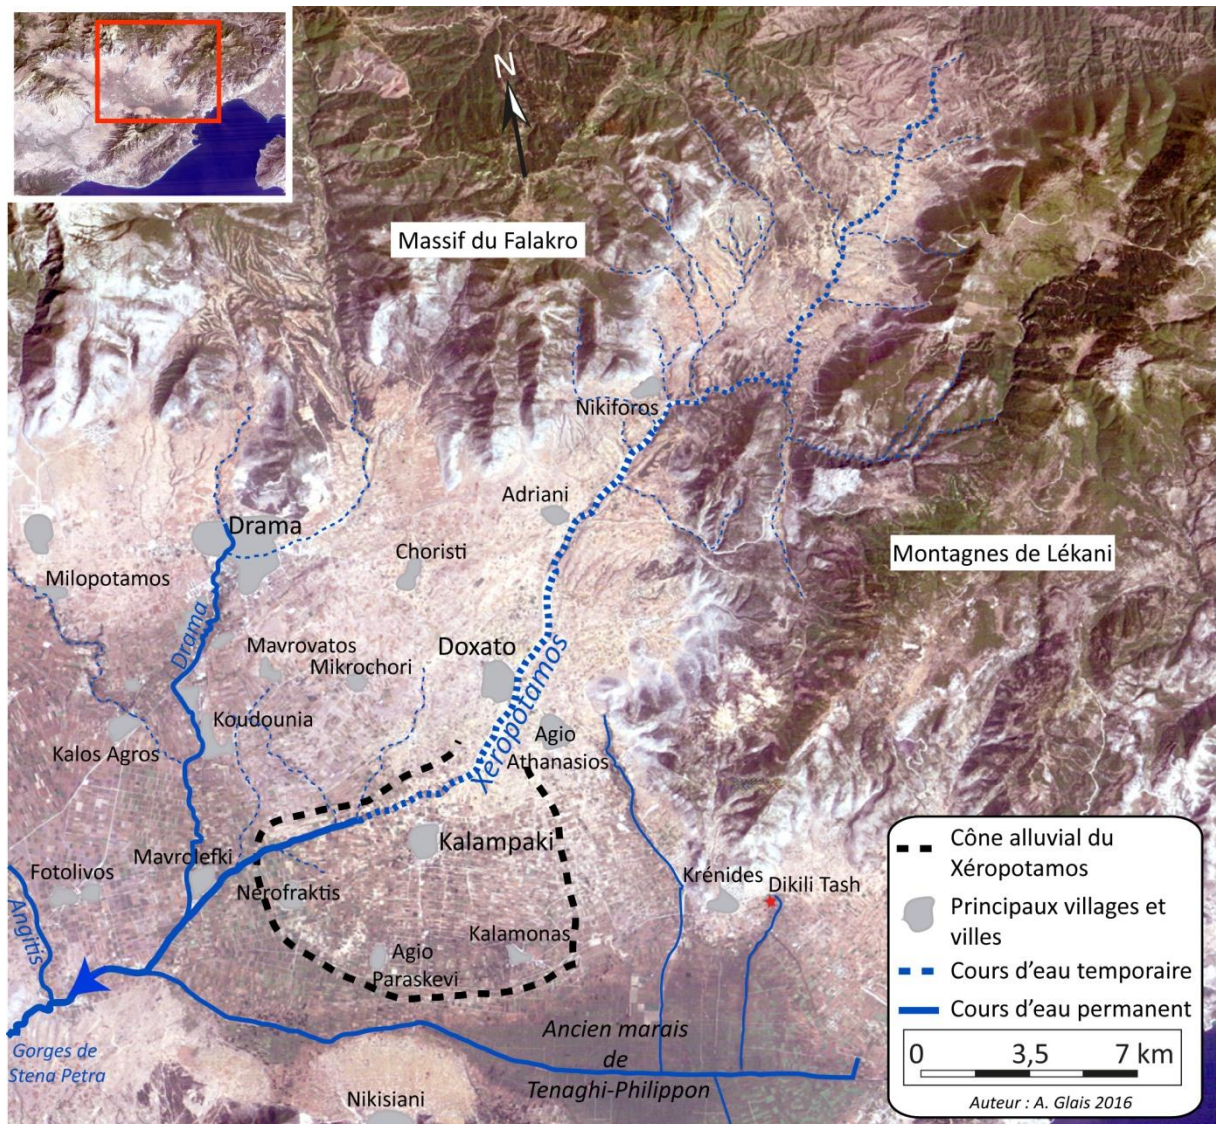 N
Massif du Falakro
Nikiforos
Adriani
Drama
Choristi
Montagnes de Lékani
Milopotamos
Drama
Mavrovatos
Mikrochori
Doxato
Xeropotamos
Koudounia
Kalos Agros
Agio
Athanasios
Kalampaki
Mavrolefki
Fotolivos
Nerofraktis
Krénides
Dikili Tash
Angitis
Kalamonas
Agio
Paraskevi
Ancien marais
de
Tenaghi-Philippon
Gorges de
Stena Petra
Nikisiani
Cône alluvial du
Xéropotamos
Principaux villages et
villes
Cours d'eau temporaire
Cours d'eau permanent
0 3,5 7 km
Auteur : A. Glais 2016